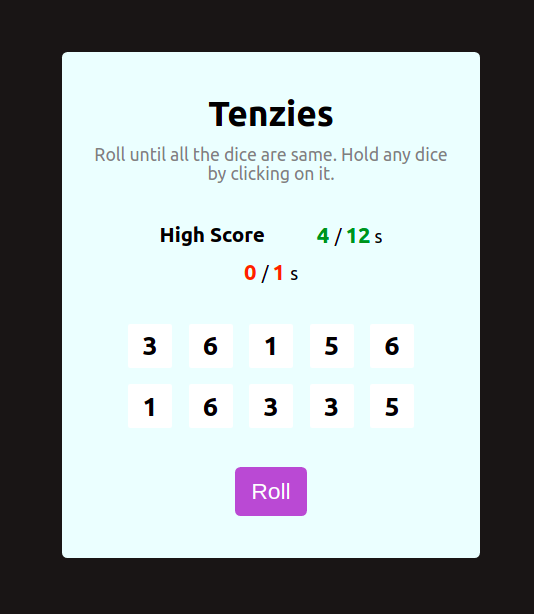 Tenzies
Roll until all the dice are same. Hold any dice
by clicking on it.
High Score 4 / 12 s
0 / 1 s
3 6 1 5 6
1 6 3 3 5
Roll